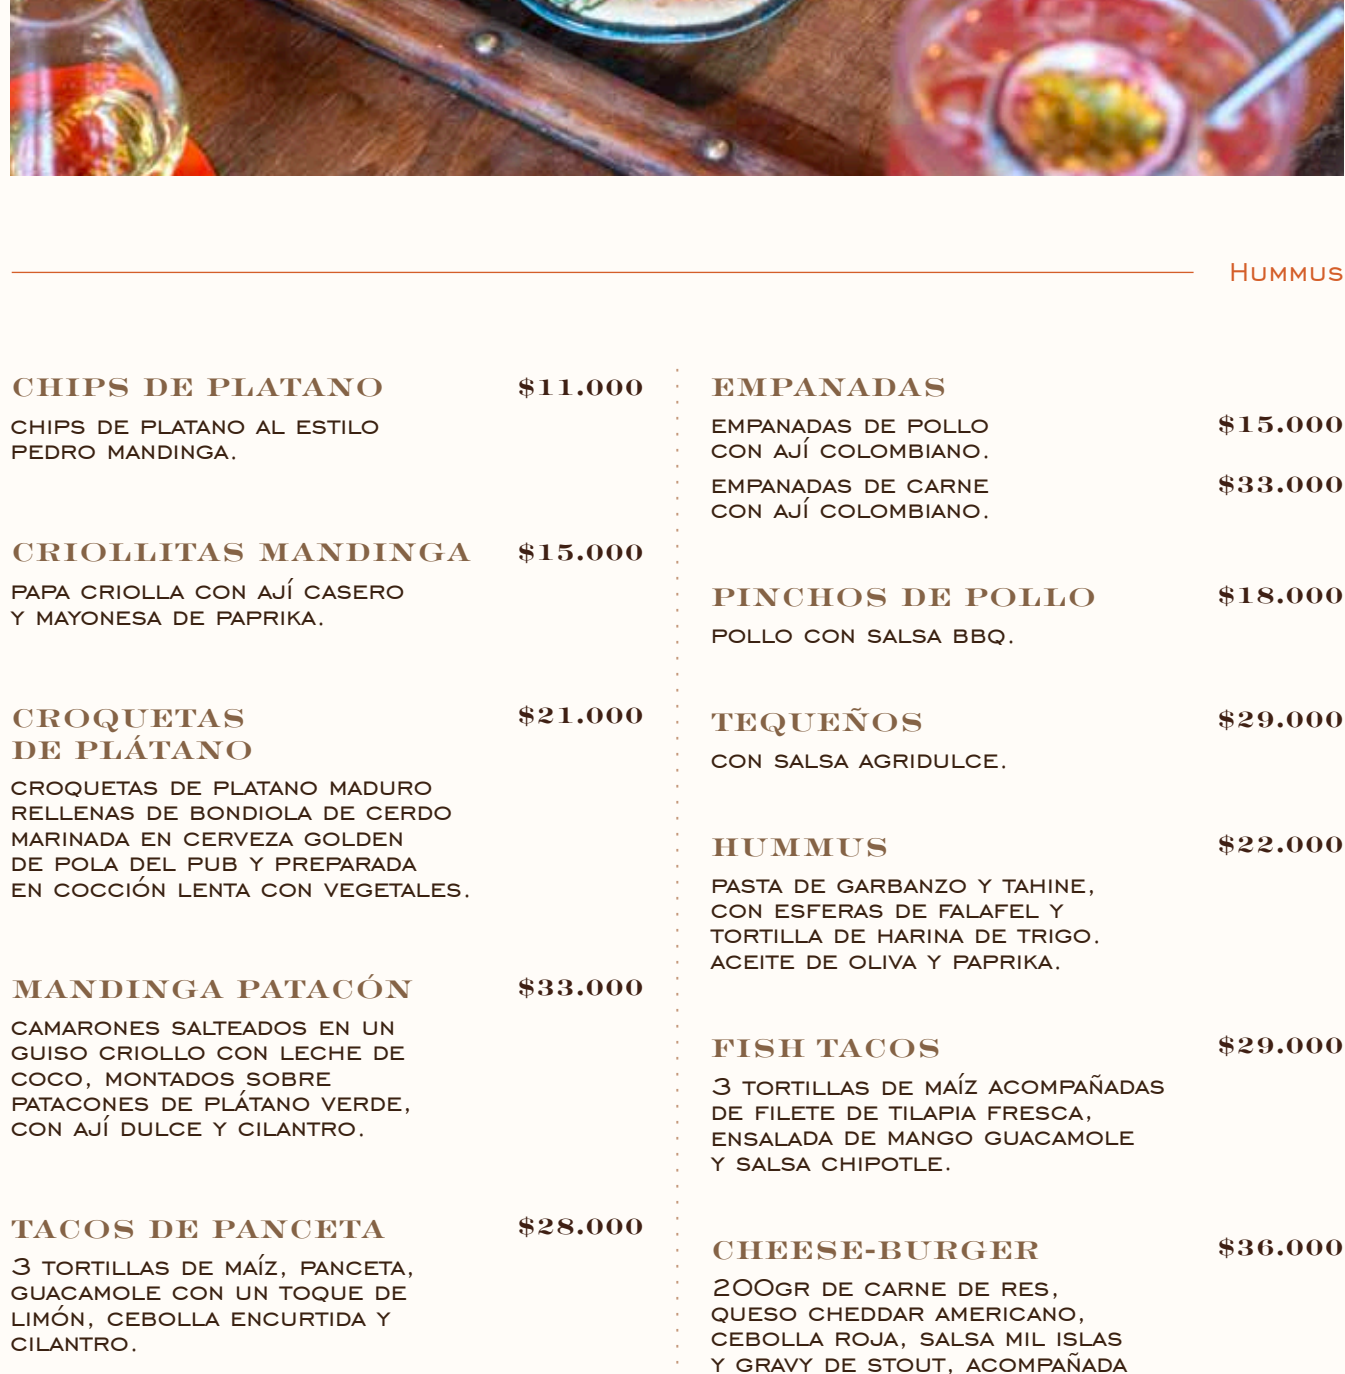 Hummus
CHIPS DE PLATANO $11.000
CHIPS DE PLATANO AL ESTILO
PEDRO MANDINGA.
CRIOLLITAS MANDINGA $15.000
PAPA CRIOLLA CON AJÍ CASERO
Y MAYONESA DE PAPRIKA.
CROQUETAS $21.000
DE PLÁTANO
CROQUETAS DE PLATANO MADURO
RELLENAS DE BONDIOLA DE CERDO
MARINADA EN CERVEZA GOLDEN
DE POLA DEL PUB Y PREPARADA
EN COCCIÓN LENTA CON VEGETALES.
MANDINGA PATACÓN $33.000
CAMARONES SALTEADOS EN UN
GUISO CRIOLLO CON LECHE DE
COCO, MONTADOS SOBRE
PATACONES DE PLÁTANO VERDE,
CON AJÍ DULCE Y CILANTRO.
TACOS DE PANCETA $28.000
3 TORTILLAS DE MAÍZ, PANCETA,
GUACAMOLE CON UN TOQUE DE
LIMÓN, CEBOLLA ENCURTIDA Y
CILANTRO.
EMPANADAS
EMPANADAS DE POLLO $15.000
CON AJÍ COLOMBIANO.
EMPANADAS DE CARNE $33.000
CON AJÍ COLOMBIANO.
PINCHOS DE POLLO $18.000
POLLO CON SALSA BBQ.
TEQUEÑOS $29.000
CON SALSA AGRIDULCE.
HUMMUS $22.000
PASTA DE GARBANZO Y TAHINE,
CON ESFERAS DE FALAFEL Y
TORTILLA DE HARINA DE TRIGO.
ACEITE DE OLIVA Y PAPRIKA.
FISH TACOS $29.000
3 TORTILLAS DE MAÍZ ACOMPAÑADAS
DE FILETE DE TILAPIA FRESCA,
ENSALADA DE MANGO GUACAMOLE
Y SALSA CHIPOTLE.
CHEESE-BURGER $36.000
200GR DE CARNE DE RES,
QUESO CHEDDAR AMERICANO,
CEBOLLA ROJA, SALSA MIL ISLAS
Y GRAVY DE STOUT, ACOMPAÑADA